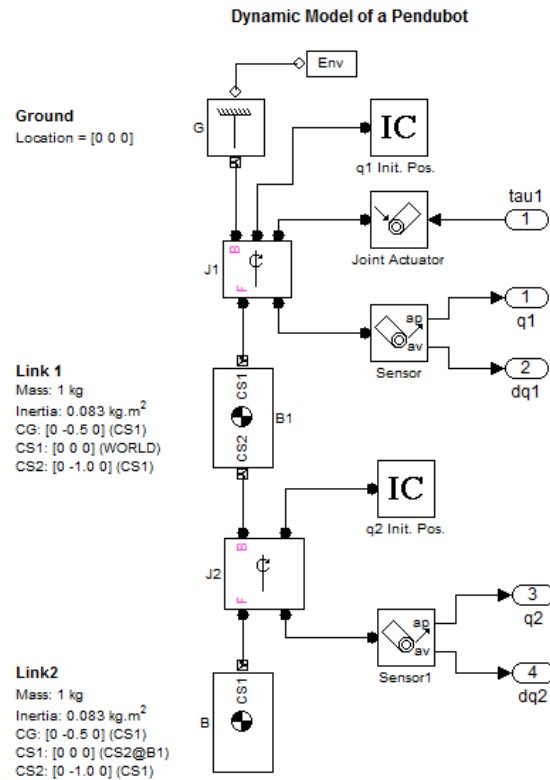 Dynamic Model of a Pendubot
Env
Ground
Location = [0 0 0]
G
IC
q1 Init. Pos.
tau1
1
Joint Actuator
J1
B
F
ap
av
Sensor
1
q1
2
dq1
Link 1
Mass: 1 kg
Inertia: 0.083 kg.m²
CG: [0 -0.5 0] (CS1)
CS1: [0 0 0] (WORLD)
CS2: [0 -1.0 0] (CS1)
CS1
CS2
B1
IC
q2 Init. Pos.
J2
B
F
ap
av
Sensor1
3
q2
4
dq2
Link2
Mass: 1 kg
Inertia: 0.083 kg.m²
CG: [0 -0.5 0] (CS1)
CS1: [0 0 0] (CS2@B1)
CS2: [0 -1.0 0] (CS1)
B
CS1